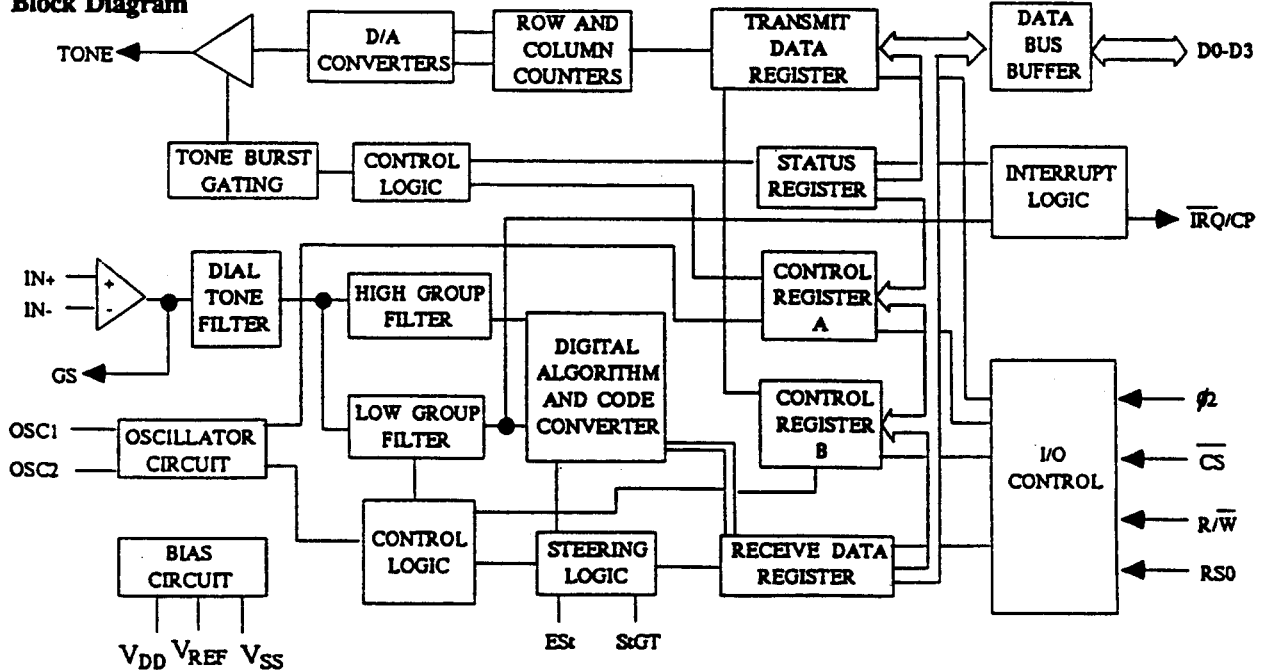 Block Diagram
TONE
D/A
CONVERTERS
ROW AND
COLUMN
COUNTERS
TRANSMIT
DATA
REGISTER
DATA
BUS
BUFFER
D0-D3
TONE BURST
GATING
CONTROL
LOGIC
STATUS
REGISTER
INTERRUPT
LOGIC
IRQ/CP
IN+
IN-
+
-
GS
DIAL
TONE
FILTER
HIGH GROUP
FILTER
LOW GROUP
FILTER
DIGITAL
ALGORITHM
AND CODE
CONVERTER
CONTROL
REGISTER
A
CONTROL
REGISTER
B
I/O
CONTROL
φ2
CS
R/W
RS0
OSC1
OSC2
OSCILLATOR
CIRCUIT
BIAS
CIRCUIT
VDD VREF VSS
CONTROL
LOGIC
STEERING
LOGIC
ESt StGT
RECEIVE DATA
REGISTER